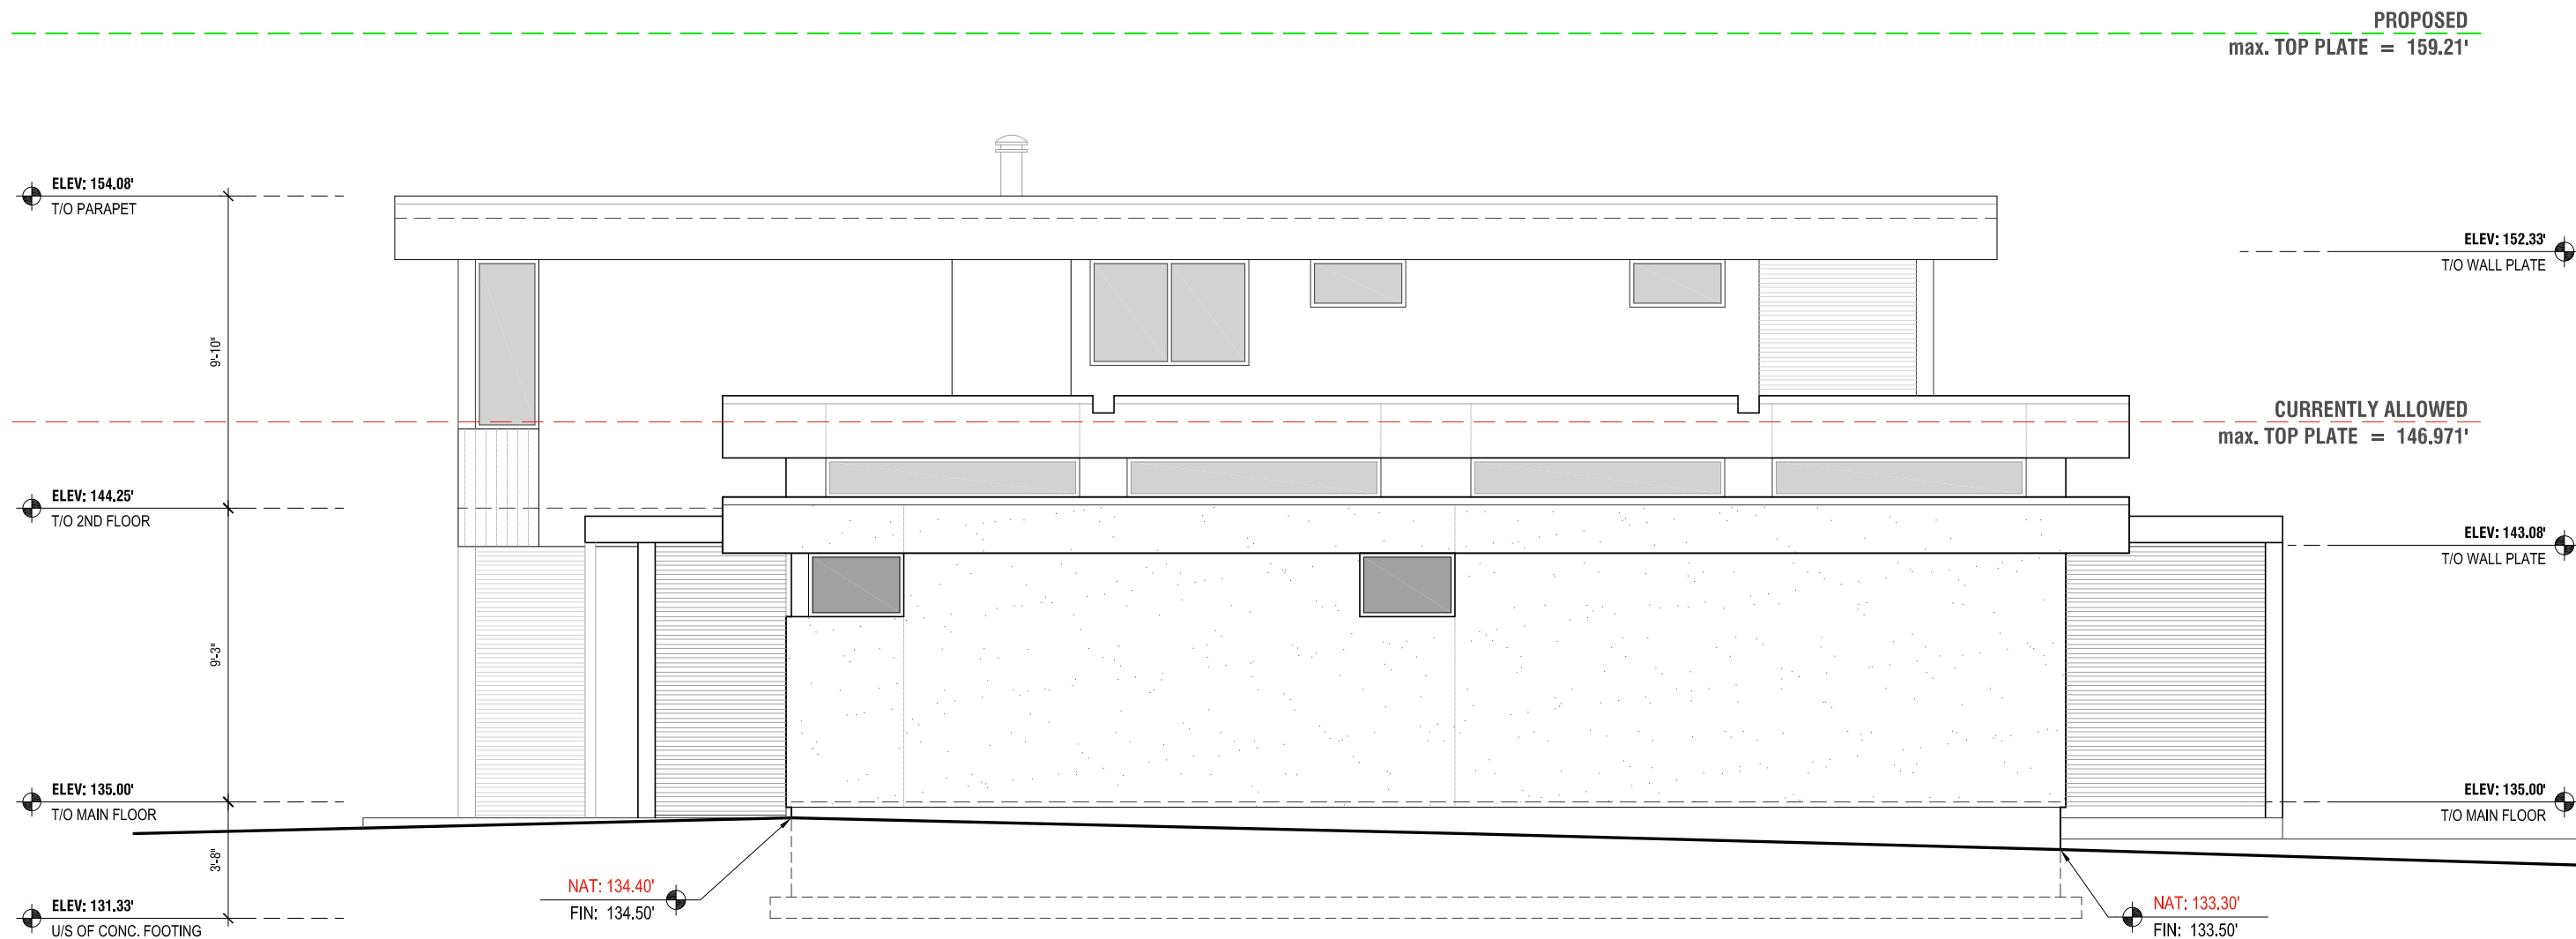 PROPOSED
max. TOP PLATE = 159.21'
ELEV: 154.08'
T/O PARAPET
ELEV: 152.33'
T/O WALL PLATE
9'-10"
CURRENTLY ALLOWED
max. TOP PLATE = 146.971'
ELEV: 144.25'
T/O 2ND FLOOR
ELEV: 143.08'
T/O WALL PLATE
9'-3"
ELEV: 135.00'
T/O MAIN FLOOR
ELEV: 135.00'
T/O MAIN FLOOR
3'-8"
NAT: 134.40'
FIN: 134.50'
ELEV: 131.33'
U/S OF CONC. FOOTING
NAT: 133.30'
FIN: 133.50'